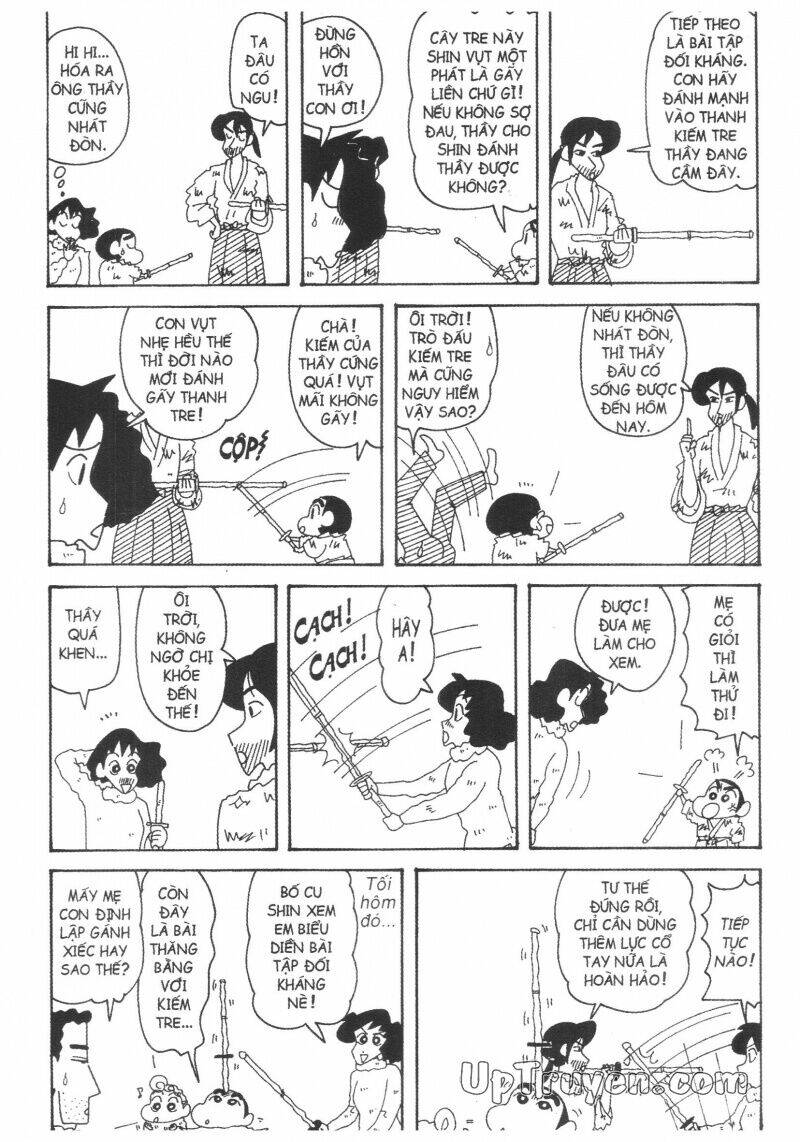 TIẾP THEO
LÀ BÀI TẬP
ĐỐI KHÁNG.
CON HÃY
ĐÁNH MẠNH
VÀO THANH
KIẾM TRE
THẦY ĐANG
CẦM ĐÂY.
CÂY TRE NÀY
SHIN VỤT MỘT
PHÁT LÀ GÃY
LIỀN CHỨ GÌ!
NẾU KHÔNG SỢ
ĐAU, THẦY CHO
SHIN ĐÁNH
THẦY ĐƯỢC
KHÔNG?
ĐỪNG
HỖN
VỚI
THẦY
CON ƠI!
TA
ĐÂU
CÓ
NGU!
HI HI...
HÓA RA
ÔNG THẦY
CŨNG
NHÁT
ĐÒN.
NẾU KHÔNG
NHÁT ĐÒN,
THÌ THẦY
ĐÂU CÓ
SỐNG ĐƯỢC
ĐẾN HÔM
NAY.
ÔI TRỜI!
TRÒ ĐẤU
KIẾM TRE
MÀ CŨNG
NGUY HIỂM
VẬY SAO?
CHÀ!
KIẾM CỦA
THẦY CỨNG
QUÁ! VỤT
MÃI KHÔNG
GÃY!
CỘP!
CON VỤT
NHẸ HỀU THẾ
THÌ ĐỜI NÀO
MỚI ĐÁNH
GÃY THANH
TRE!
MẸ
CÓ
GIỎI
THÌ
LÀM
THỬ
ĐI!
ĐƯỢC!
ĐƯA MẸ
LÀM CHO
XEM.
HÂY
A!
CẠCH!
CẠCH!
ÔI
TRỜI,
KHÔNG
NGỜ CHỊ
KHỎE
ĐẾN
THẾ!
THẦY
QUÁ
KHEN...
TIẾP
TỤC
NÀO!
TƯ THẾ
ĐÚNG RỒI,
CHỈ CẦN DÙNG
THÊM LỰC CỔ
TAY NỮA LÀ
HOÀN HẢO!
Tối
hôm
đó...
BỐ CU
SHIN XEM
EM BIỂU
DIỄN BÀI
TẬP ĐỐI
KHÁNG
NÈ!
CÒN
ĐÂY
LÀ BÀI
THĂNG
BẰNG
VỚI
KIẾM
TRE...
MẤY MẸ
CON ĐỊNH
LẬP GÁNH
XIẾC HAY
SAO THẾ?
UpTruyen.com